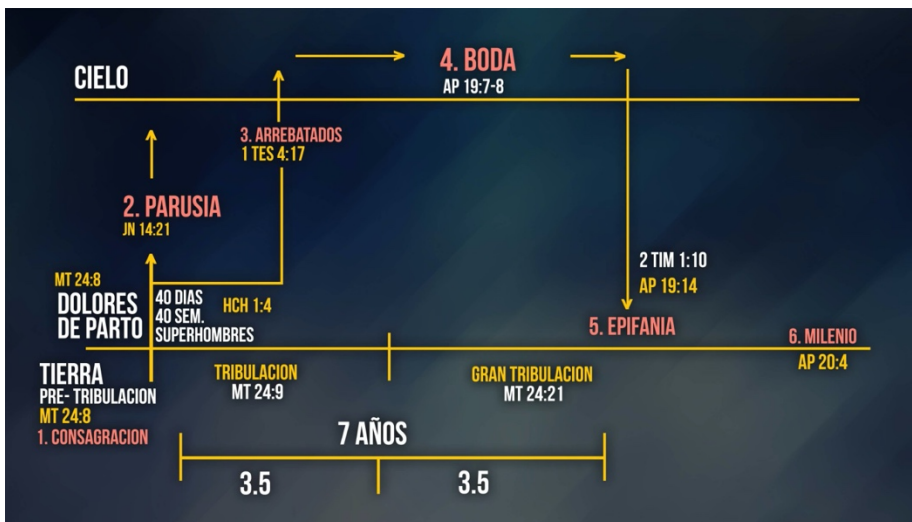 CIELO
4. BODA
AP 19:7-8
3. ARREBATADOS
1 TES 4:17
2. PARUSIA
JN 14:21
MT 24:8
DOLORES
DE PARTO
40 DIAS
40 SEM.
SUPERHOMBRES
HCH 1:4
2 TIM 1:10
AP 19:14
5. EPIFANIA
6. MILENIO
AP 20:4
TIERRA
PRE- TRIBULACION
MT 24:8
1. CONSAGRACION
TRIBULACION
MT 24:9
GRAN TRIBULACION
MT 24:21
7 AÑOS
3.5
3.5